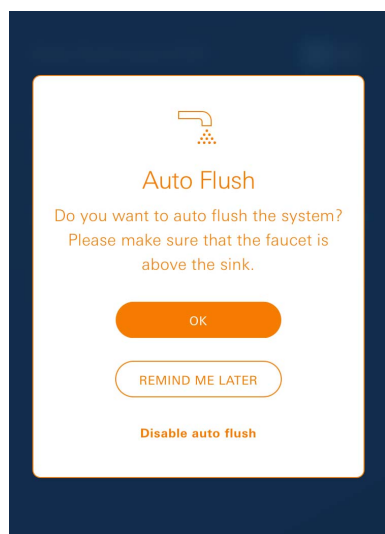 Auto Flush
Do you want to auto flush the system?
Please make sure that the faucet is
above the sink.
OK
REMIND ME LATER
Disable auto flush